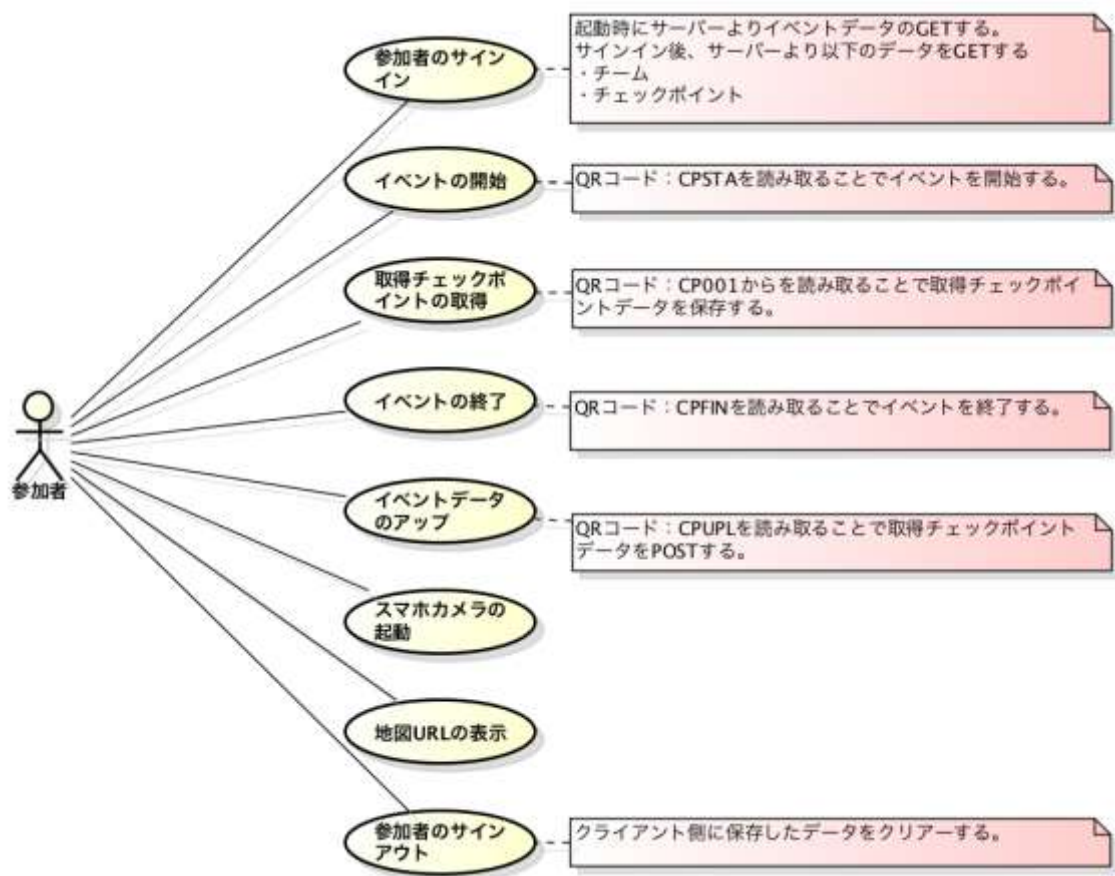 参加者のサイン
イン
起動時にサーバーよりイベントデータのGETする。
サインイン後、サーバーより以下のデータをGETする
・チーム
・チェックポイント
イベントの開始
QRコード：CPSTAを読み取ることでイベントを開始する。
取得チェックポ
イントの取得
QRコード：CP001からを読み取ることで取得チェックポイ
ントデータを保存する。
イベントの終了
QRコード：CPFINを読み取ることでイベントを終了する。
参加者
イベントデータ
のアップ
QRコード：CPUPLを読み取ることで取得チェックポイント
データをPOSTする。
スマホカメラの
起動
地図URLの表示
参加者のサイン
アウト
クライアント側に保存したデータをクリアーする。